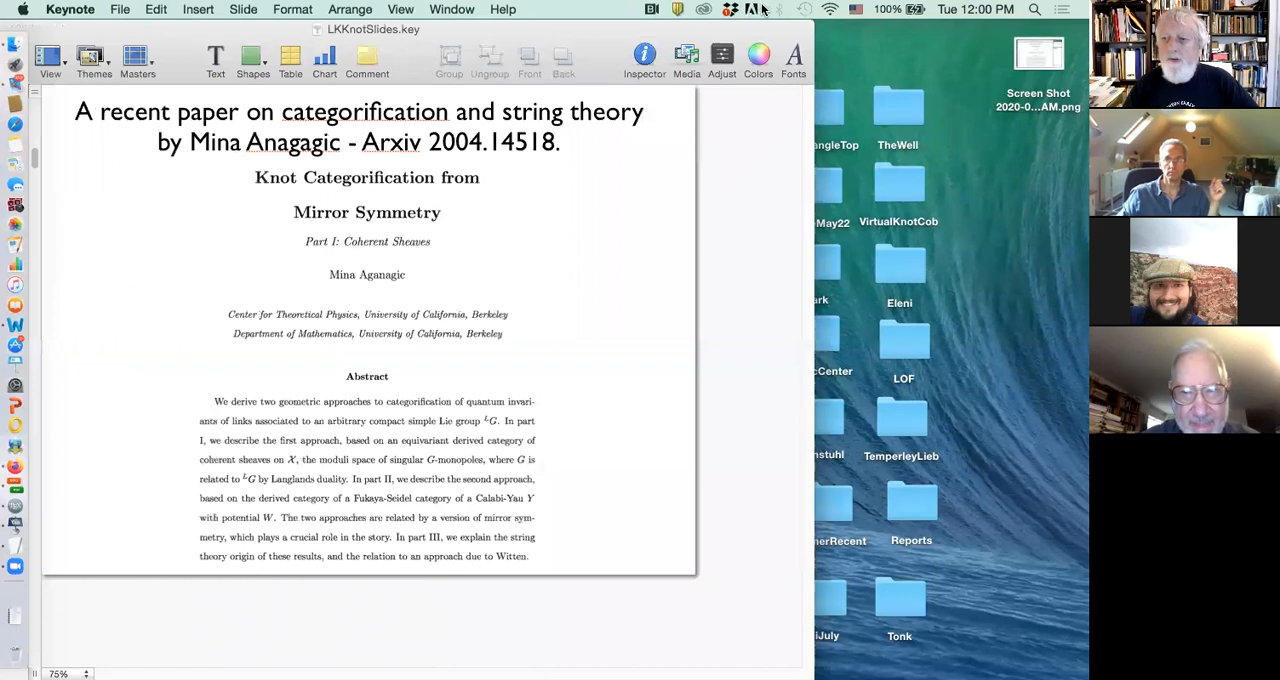 Keynote File Edit Insert Slide Format Arrange View Window Help 100% Tue 12:00 PM
LKKnotSlides.key
View Themes Masters Text Shapes Table Chart Comment Group Ungroup Front Back Inspector Media Adjust Colors Fonts
A recent paper on categorification and string theory
by Mina Anagagic - Arxiv 2004.14518.
Knot Categorification from
Mirror Symmetry
Part I: Coherent Sheaves
Mina Aganagic
Center for Theoretical Physics, University of California, Berkeley
Department of Mathematics, University of California, Berkeley
Abstract
We derive two geometric approaches to categorification of quantum invari-
ants of links associated to an arbitrary compact simple Lie group ᴸG. In part
I, we describe the first approach, based on an equivariant derived category of
coherent sheaves on 𝒳, the moduli space of singular G-monopoles, where G is
related to ᴸG by Langlands duality. In part II, we describe the second approach,
based on the derived category of a Fukaya-Seidel category of a Calabi-Yau Y
with potential W. The two approaches are related by a version of mirror sym-
metry, which plays a crucial role in the story. In part III, we explain the string
theory origin of these results, and the relation to an approach due to Witten.
75%
Screen Shot
2020-0...AM.png
angleTop TheWell
May22 VirtualKnotCob
ark Eleni
cCenter LOF
nstuhl TemperleyLieb
nerRecent Reports
iJuly Tonk